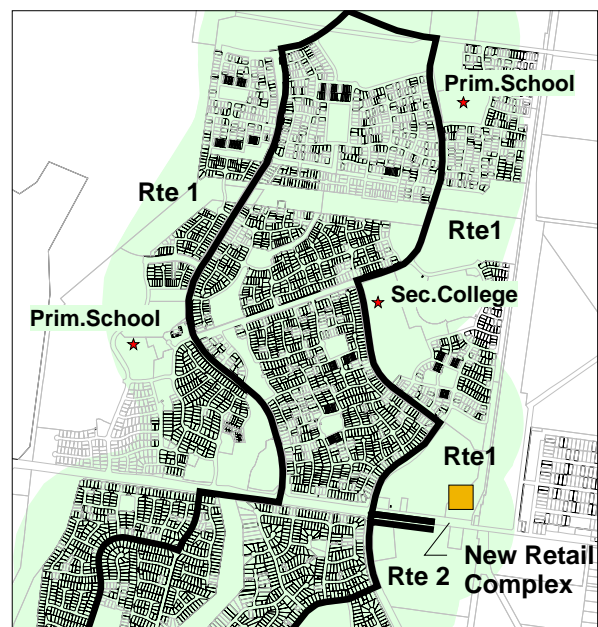 Prim.School
Rte 1
Rte1
Sec.College
Prim.School
Rte1
New Retail
Rte 2 Complex